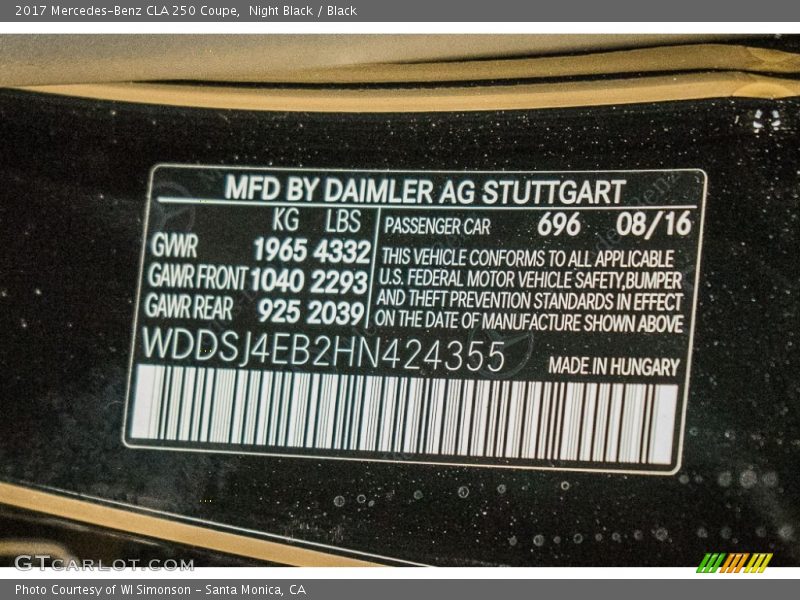 2017 Mercedes-Benz CLA 250 Coupe,  Night Black / Black
MFD BY DAIMLER AG STUTTGART
KG LBS
GVWR 1965 4332
GAWR FRONT 1040 2293
GAWR REAR 925 2039
PASSENGER CAR 696 08/16
THIS VEHICLE CONFORMS TO ALL APPLICABLE
U.S. FEDERAL MOTOR VEHICLE SAFETY,BUMPER
AND THEFT PREVENTION STANDARDS IN EFFECT
ON THE DATE OF MANUFACTURE SHOWN ABOVE
WDDSJ4EB2HN424355
MADE IN HUNGARY
GTCARLOT.COM
Photo Courtesy of WI Simonson - Santa Monica, CA